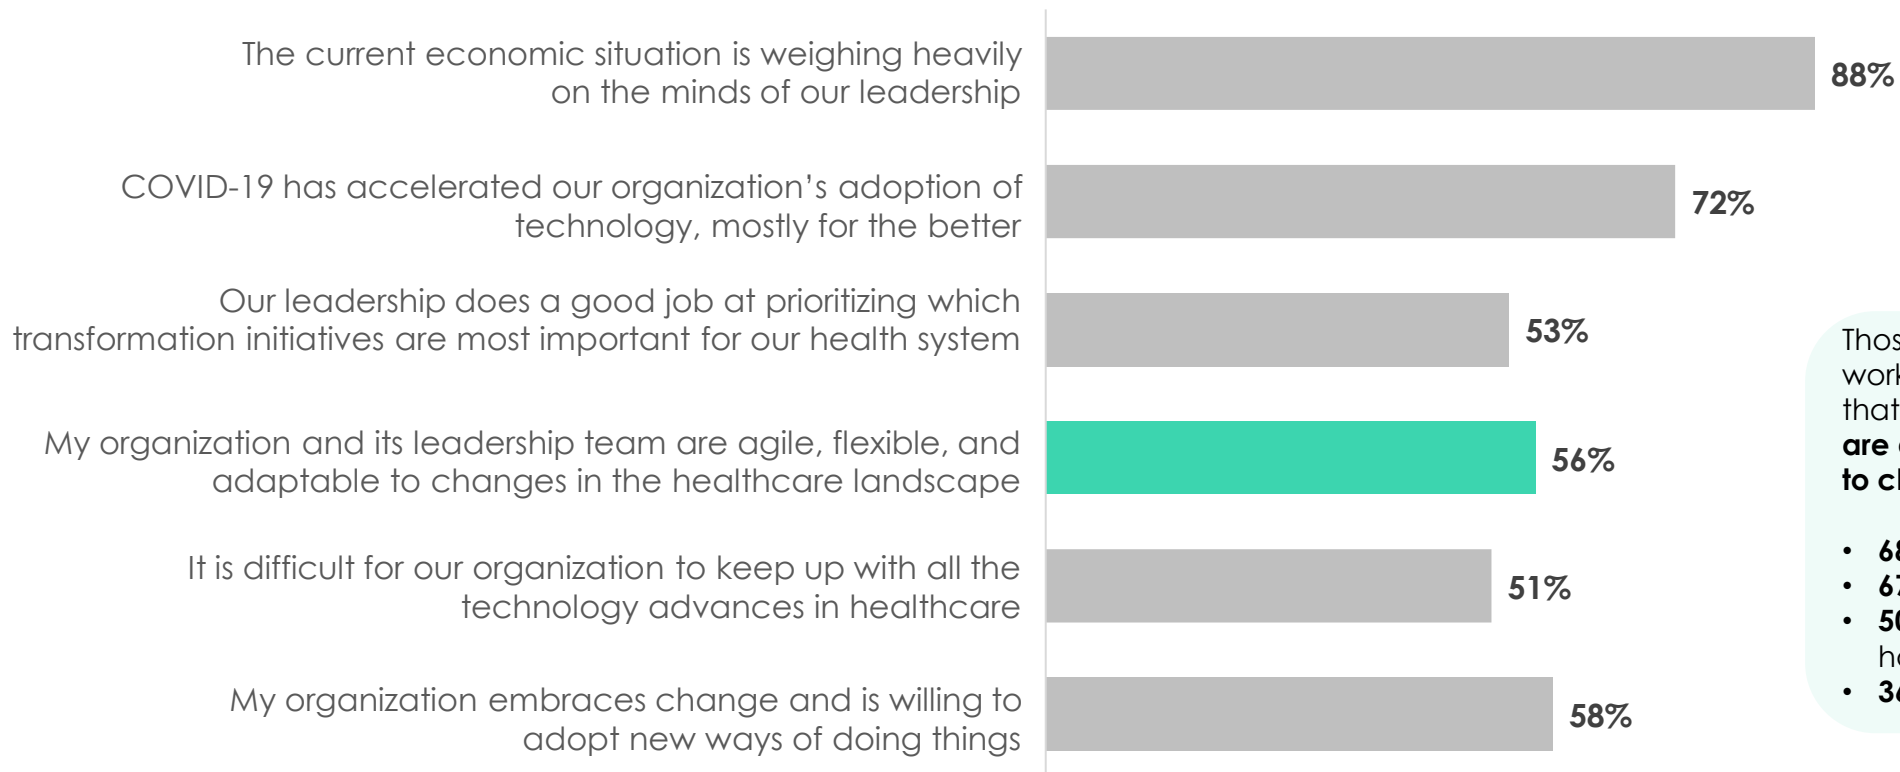 The current economic situation is weighing heavily
on the minds of our leadership
88%
COVID-19 has accelerated our organization’s adoption of
technology, mostly for the better
72%
Our leadership does a good job at prioritizing which
transformation initiatives are most important for our health system
53%
My organization and its leadership team are agile, flexible, and
adaptable to changes in the healthcare landscape
56%
It is difficult for our organization to keep up with all the
technology advances in healthcare
51%
My organization embraces change and is willing to
adopt new ways of doing things
58%
that
are
to
•
•
•
•